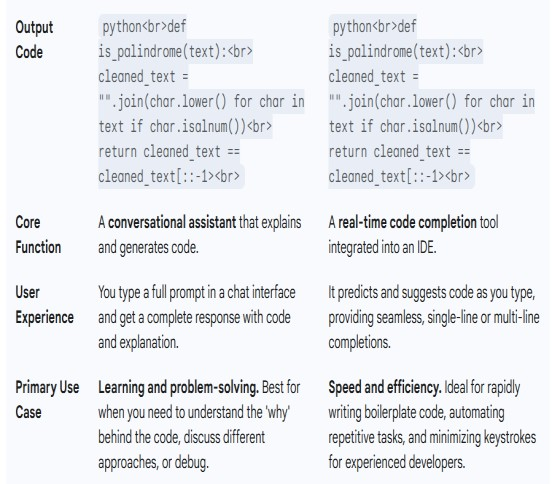 Output
Code
python<br>def
is_palindrome(text):<br>
cleaned_text =
"".join(char.lower() for char in
text if char.isalnum())<br>
return cleaned_text ==
cleaned_text[::-1><br>
python<br>def
is_palindrome(text):<br>
cleaned_text =
"".join(char.lower() for char in
text if char.isalnum())<br>
return cleaned_text ==
cleaned_text[::-1><br>
Core
Function
A conversational assistant that explains
and generates code.
A real-time code completion tool
integrated into an IDE.
User
Experience
You type a full prompt in a chat interface
and get a complete response with code
and explanation.
It predicts and suggests code as you type,
providing seamless, single-line or multi-line
completions.
Primary Use
Case
Learning and problem-solving. Best for
when you need to understand the 'why'
behind the code, discuss different
approaches, or debug.
Speed and efficiency. Ideal for rapidly
writing boilerplate code, automating
repetitive tasks, and minimizing keystrokes
for experienced developers.